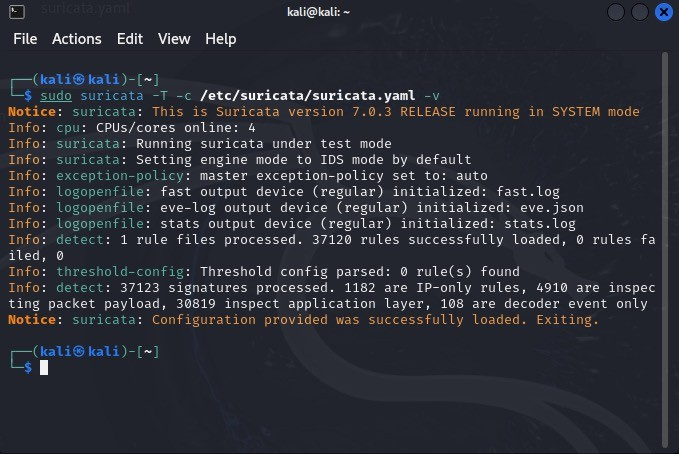 suricata.yaml
kali@kali: ~
File Actions Edit View Help
┌──(kali㉿kali)-[~]
└─$ sudo suricata -T -c /etc/suricata/suricata.yaml -v
Notice: suricata: This is Suricata version 7.0.3 RELEASE running in SYSTEM mode
Info: cpu: CPUs/cores online: 4
Info: suricata: Running suricata under test mode
Info: suricata: Setting engine mode to IDS mode by default
Info: exception-policy: master exception-policy set to: auto
Info: logopenfile: fast output device (regular) initialized: fast.log
Info: logopenfile: eve-log output device (regular) initialized: eve.json
Info: logopenfile: stats output device (regular) initialized: stats.log
Info: detect: 1 rule files processed. 37120 rules successfully loaded, 0 rules fa
iled, 0
Info: threshold-config: Threshold config parsed: 0 rule(s) found
Info: detect: 37123 signatures processed. 1182 are IP-only rules, 4910 are inspec
ting packet payload, 30819 inspect application layer, 108 are decoder event only
Notice: suricata: Configuration provided was successfully loaded. Exiting.
┌──(kali㉿kali)-[~]
└─$